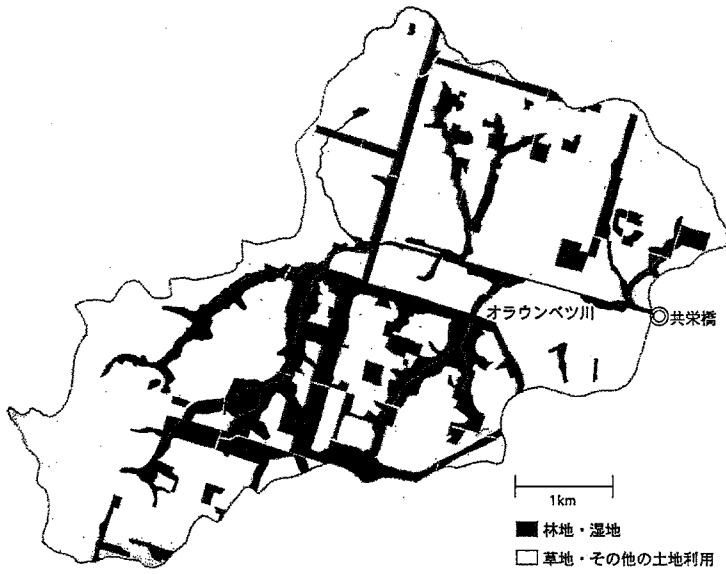 オラウンベツ川
共栄橋
1km
林地・湿地
草地・その他の土地利用